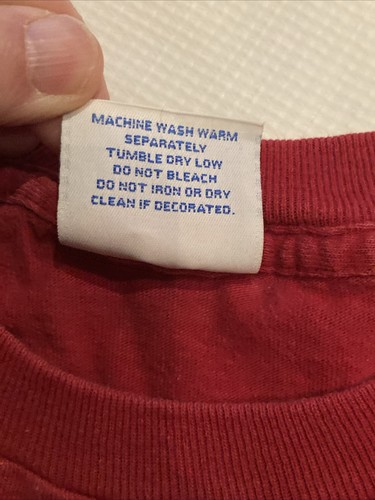 MACHINE WASH WARM
SEPARATELY
TUMBLE DRY LOW
DO NOT BLEACH
DO NOT IRON OR DRY
CLEAN IF DECORATED.